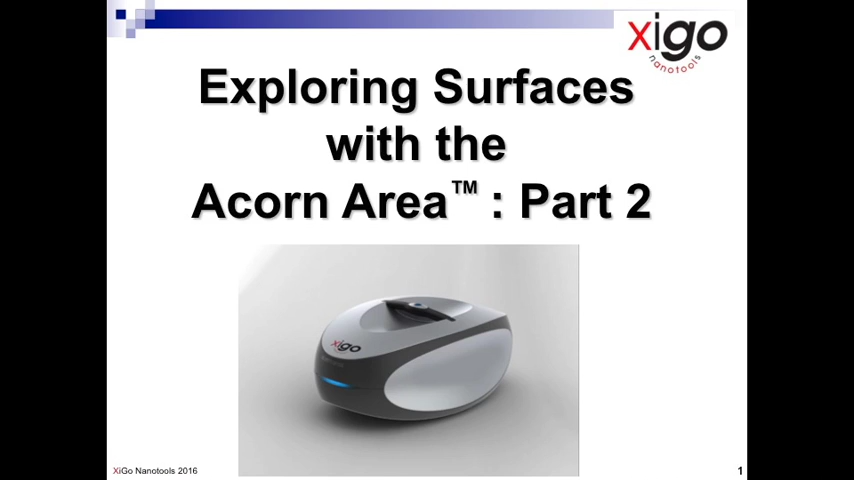 xigo
nanotools
Exploring Surfaces
with the
Acorn Area™ : Part 2
xigo
XiGo Nanotools 2016
1